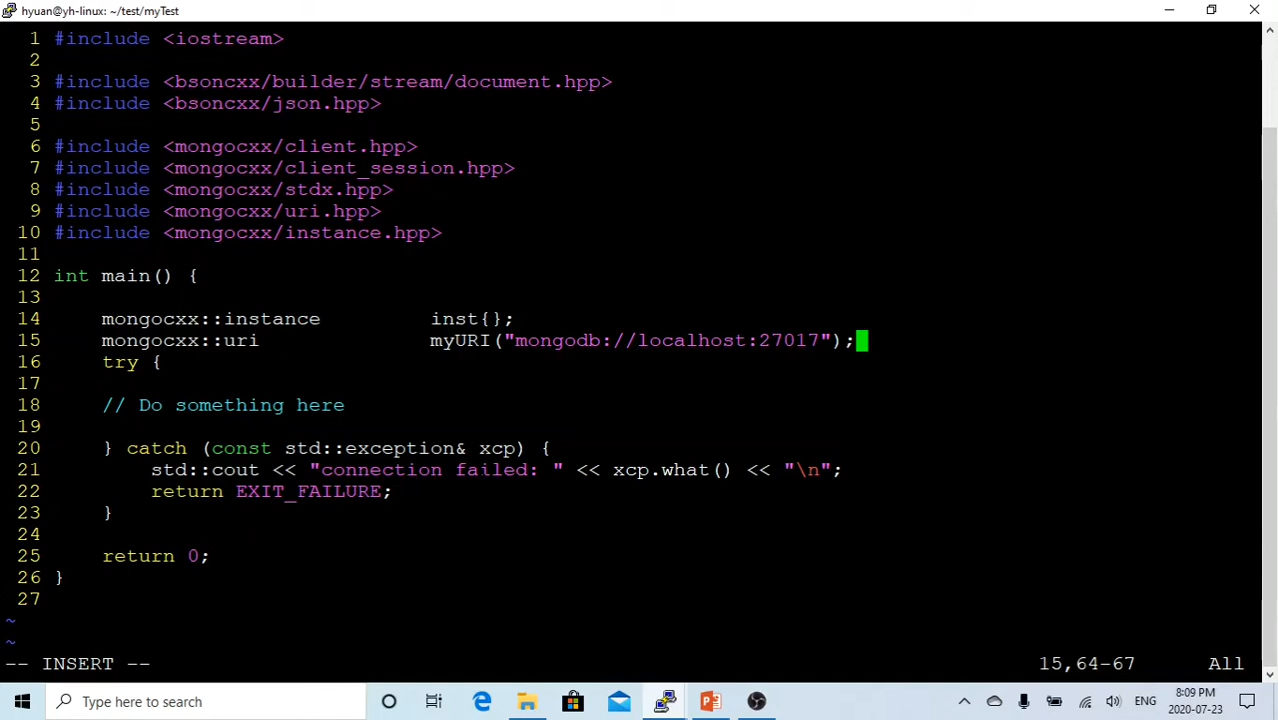 hyuan@yh-linux: ~/test/myTest
1 #include <iostream>
2
3 #include <bsoncxx/builder/stream/document.hpp>
4 #include <bsoncxx/json.hpp>
5
6 #include <mongocxx/client.hpp>
7 #include <mongocxx/client_session.hpp>
8 #include <mongocxx/stdx.hpp>
9 #include <mongocxx/uri.hpp>
10 #include <mongocxx/instance.hpp>
11
12 int main() {
13
14     mongocxx::instance         inst{};
15     mongocxx::uri              myURI("mongodb://localhost:27017");
16     try {
17
18     // Do something here
19
20     } catch (const std::exception& xcp) {
21         std::cout << "connection failed: " << xcp.what() << "\n";
22         return EXIT_FAILURE;
23     }
24
25     return 0;
26 }
27
~
~
-- INSERT -- 15,64-67 All
Type here to search ENG 8:09 PM
2020-07-23